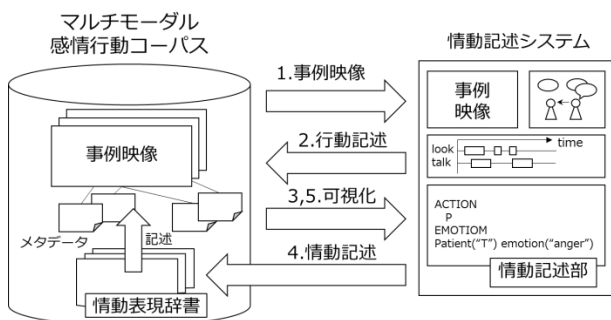 マルチモーダル
感情行動コーパス
事例映像
メタデータ
記述
情動表現辞書
1.事例映像
2.行動記述
3,5.可視化
4.情動記述
情動記述システム
事例
映像
time
look
talk
ACTION
P
EMOTIOM
Patient(“T”) emotion(“anger”)
情動記述部